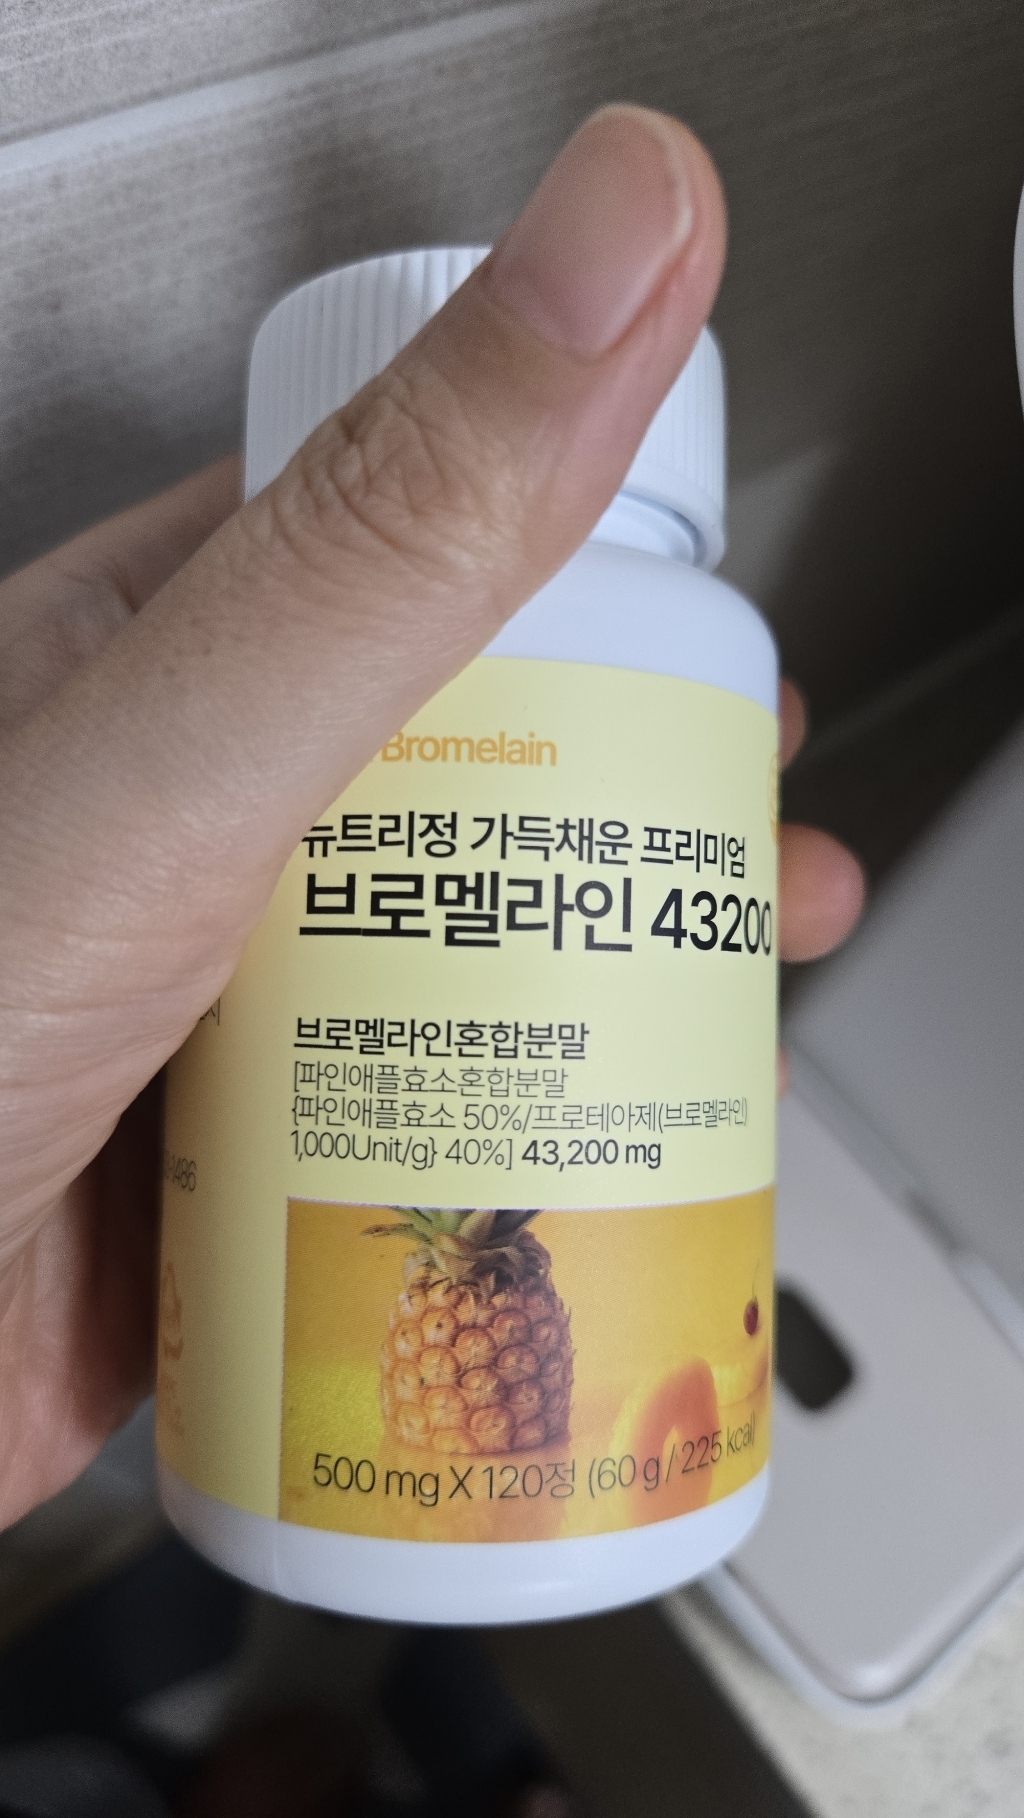 Bromelain
뉴트리정 가득채운 프리미엄
브로멜라인 43200
브로멜라인혼합분말
[파인애플효소혼합분말
{파인애플효소 50%/프로테아제(브로멜라인)
1,000Unit/g} 40%] 43,200 mg
-1486
500 mg X 120정 (60 g / 225 kcal)